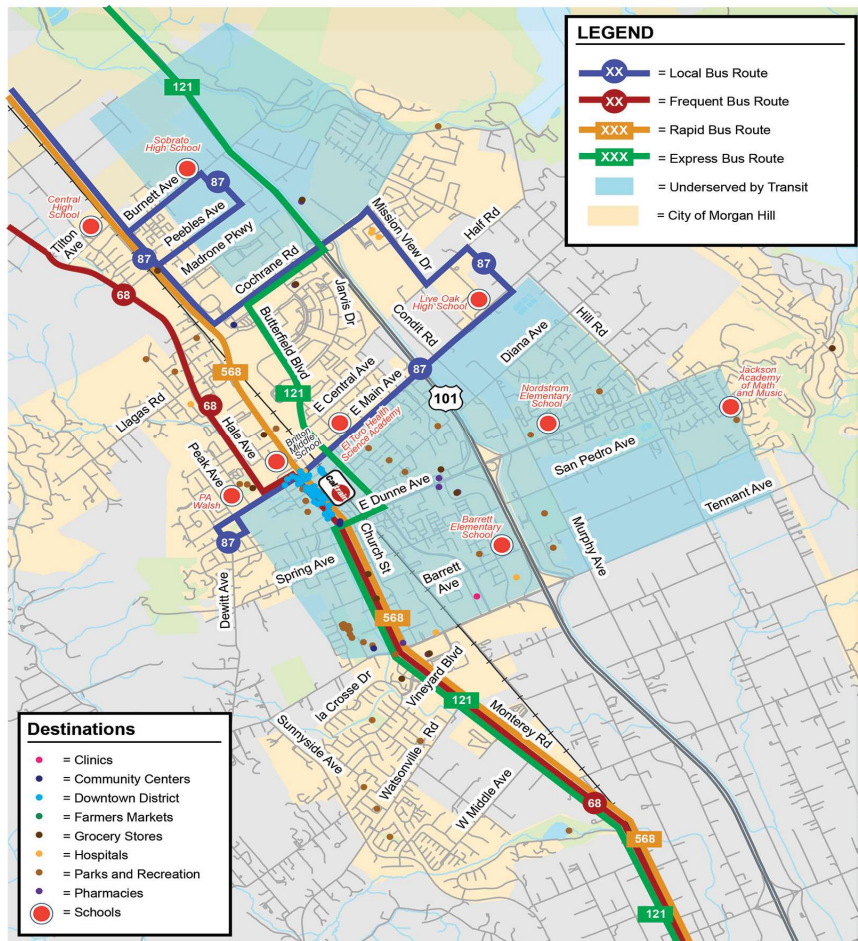 LEGEND
XX = Local Bus Route
XX = Frequent Bus Route
XXX = Rapid Bus Route
XXX = Express Bus Route
= Underserved by Transit
= City of Morgan Hill
121
Sobrato
High School
87
Burnett Ave
Central
High
School
Peebles Ave
Tilton
Ave
Madrone Pkwy
87
Cochrane Rd
Mission View Dr
Half Rd
87
68
Jarvis Dr
Live Oak
High School
Condit Rd
Diana Ave
Hill Rd
Butterfield Blvd
568
87
E Central Ave
E Main Ave
121
101
Jackson
Academy
of Math
and Music
Nordstrom
Elementary
School
Llagas Rd
68
Hale Ave
Britton
Middle
School
El Toro Health
Science Academy
San Pedro Ave
Peak Ave
PA
Walsh
Cal Train
E Dunne Ave
Tennant Ave
87
Church St
Barrett
Elementary
School
Murphy Ave
Spring Ave
Barrett
Ave
Dewitt Ave
568
la Crosse Dr
Vineyard Blvd
121
Monterey Rd
Sunnyside Ave
Watsonville Rd
W Middle Ave
68
568
121
Destinations
= Clinics
= Community Centers
= Downtown District
= Farmers Markets
= Grocery Stores
= Hospitals
= Parks and Recreation
= Pharmacies
= Schools